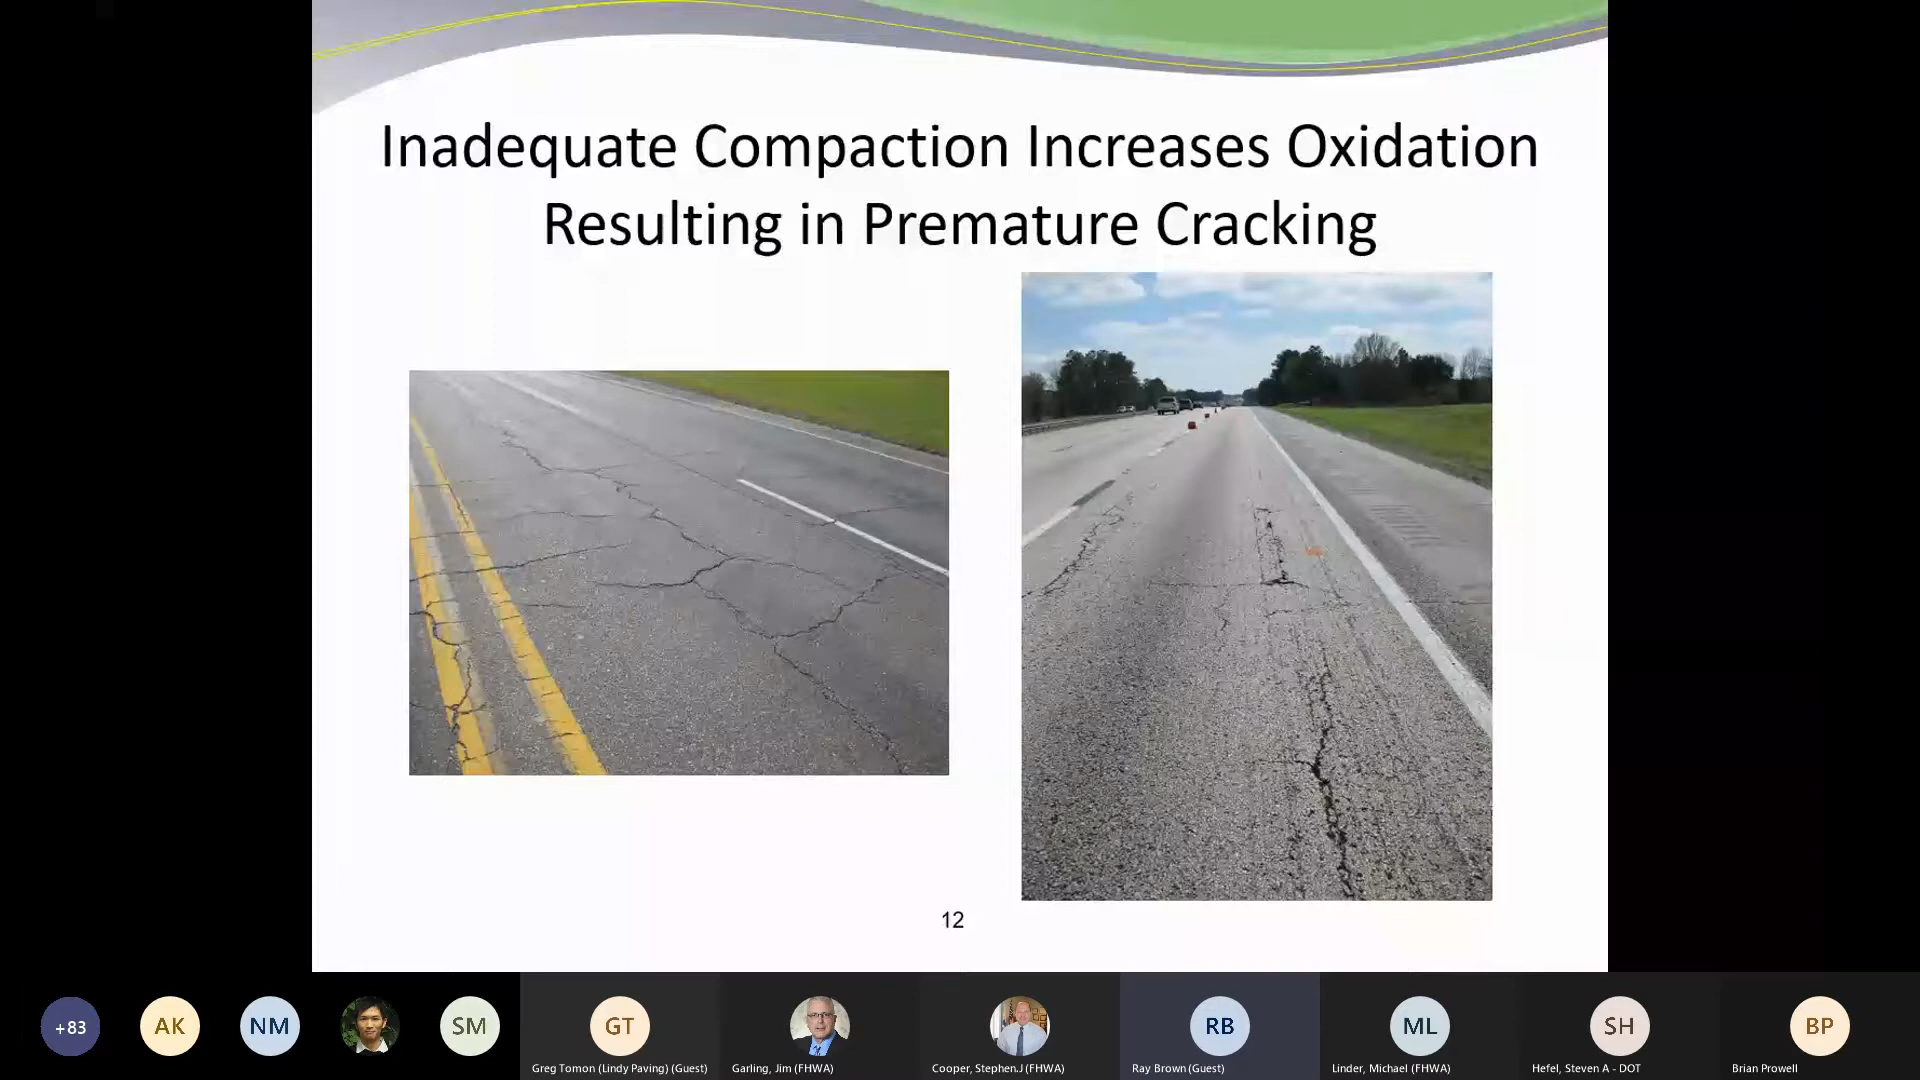 Inadequate Compaction Increases Oxidation
Resulting in Premature Cracking
12
+83
AK
NM
SM
GT
RB
ML
SH
BP
Greg Tomon (Lindy Paving) (Guest)
Garling, Jim (FHWA)
Cooper, Stephen.J (FHWA)
Ray Brown (Guest)
Linder, Michael (FHWA)
Hefel, Steven A - DOT
Brian Prowell